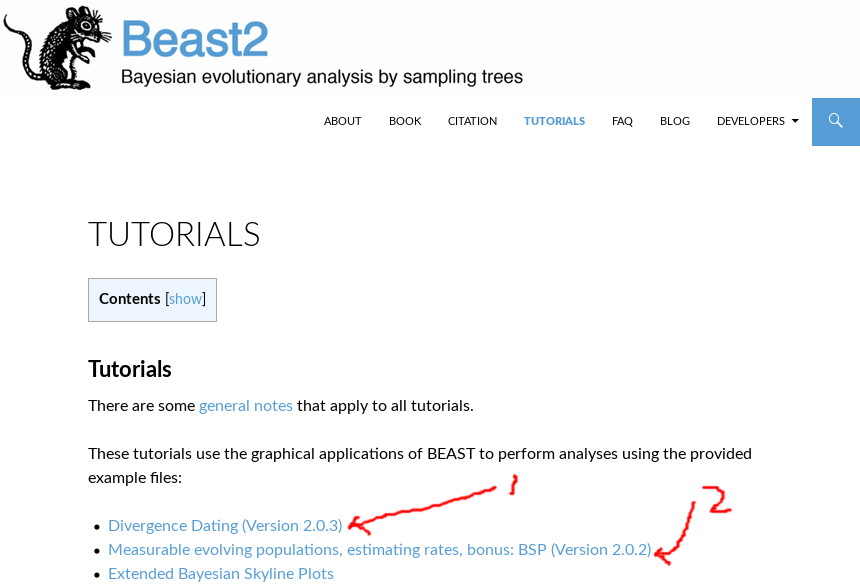 Beast2
Bayesian evolutionary analysis by sampling trees
ABOUT BOOK CITATION TUTORIALS FAQ BLOG DEVELOPERS
TUTORIALS
Contents [show]
Tutorials
There are some general notes that apply to all tutorials.
These tutorials use the graphical applications of BEAST to perform analyses using the provided
example files:
1
2
Divergence Dating (Version 2.0.3)
Measurable evolving populations, estimating rates, bonus: BSP (Version 2.0.2)
Extended Bayesian Skyline Plots